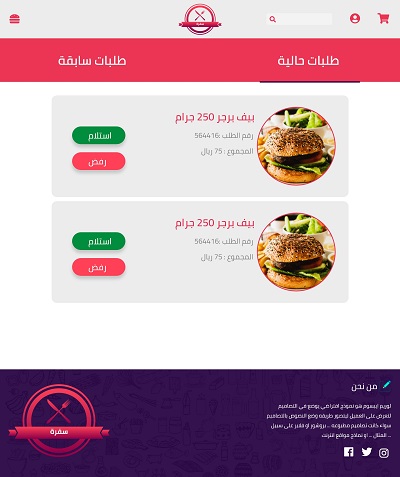 سفرة
طلبات حالية
طلبات سابقة
بيف برجر 250 جرام
رقم الطلب :564416
المجموع : 75 ريال
استلام
رفض
بيف برجر 250 جرام
رقم الطلب :564416
المجموع : 75 ريال
استلام
رفض
من نحن
لوريم إيبسوم هو نموذج افتراضي يوضع في التصاميم
لتعرض على العميل ليتصور طريقه وضع النصوص بالتصاميم
سواء كانت تصاميم مطبوعه .. بروشور او فلاير على سبيل
المثال .. او نماذج مواقع انترنت ..
سفرة